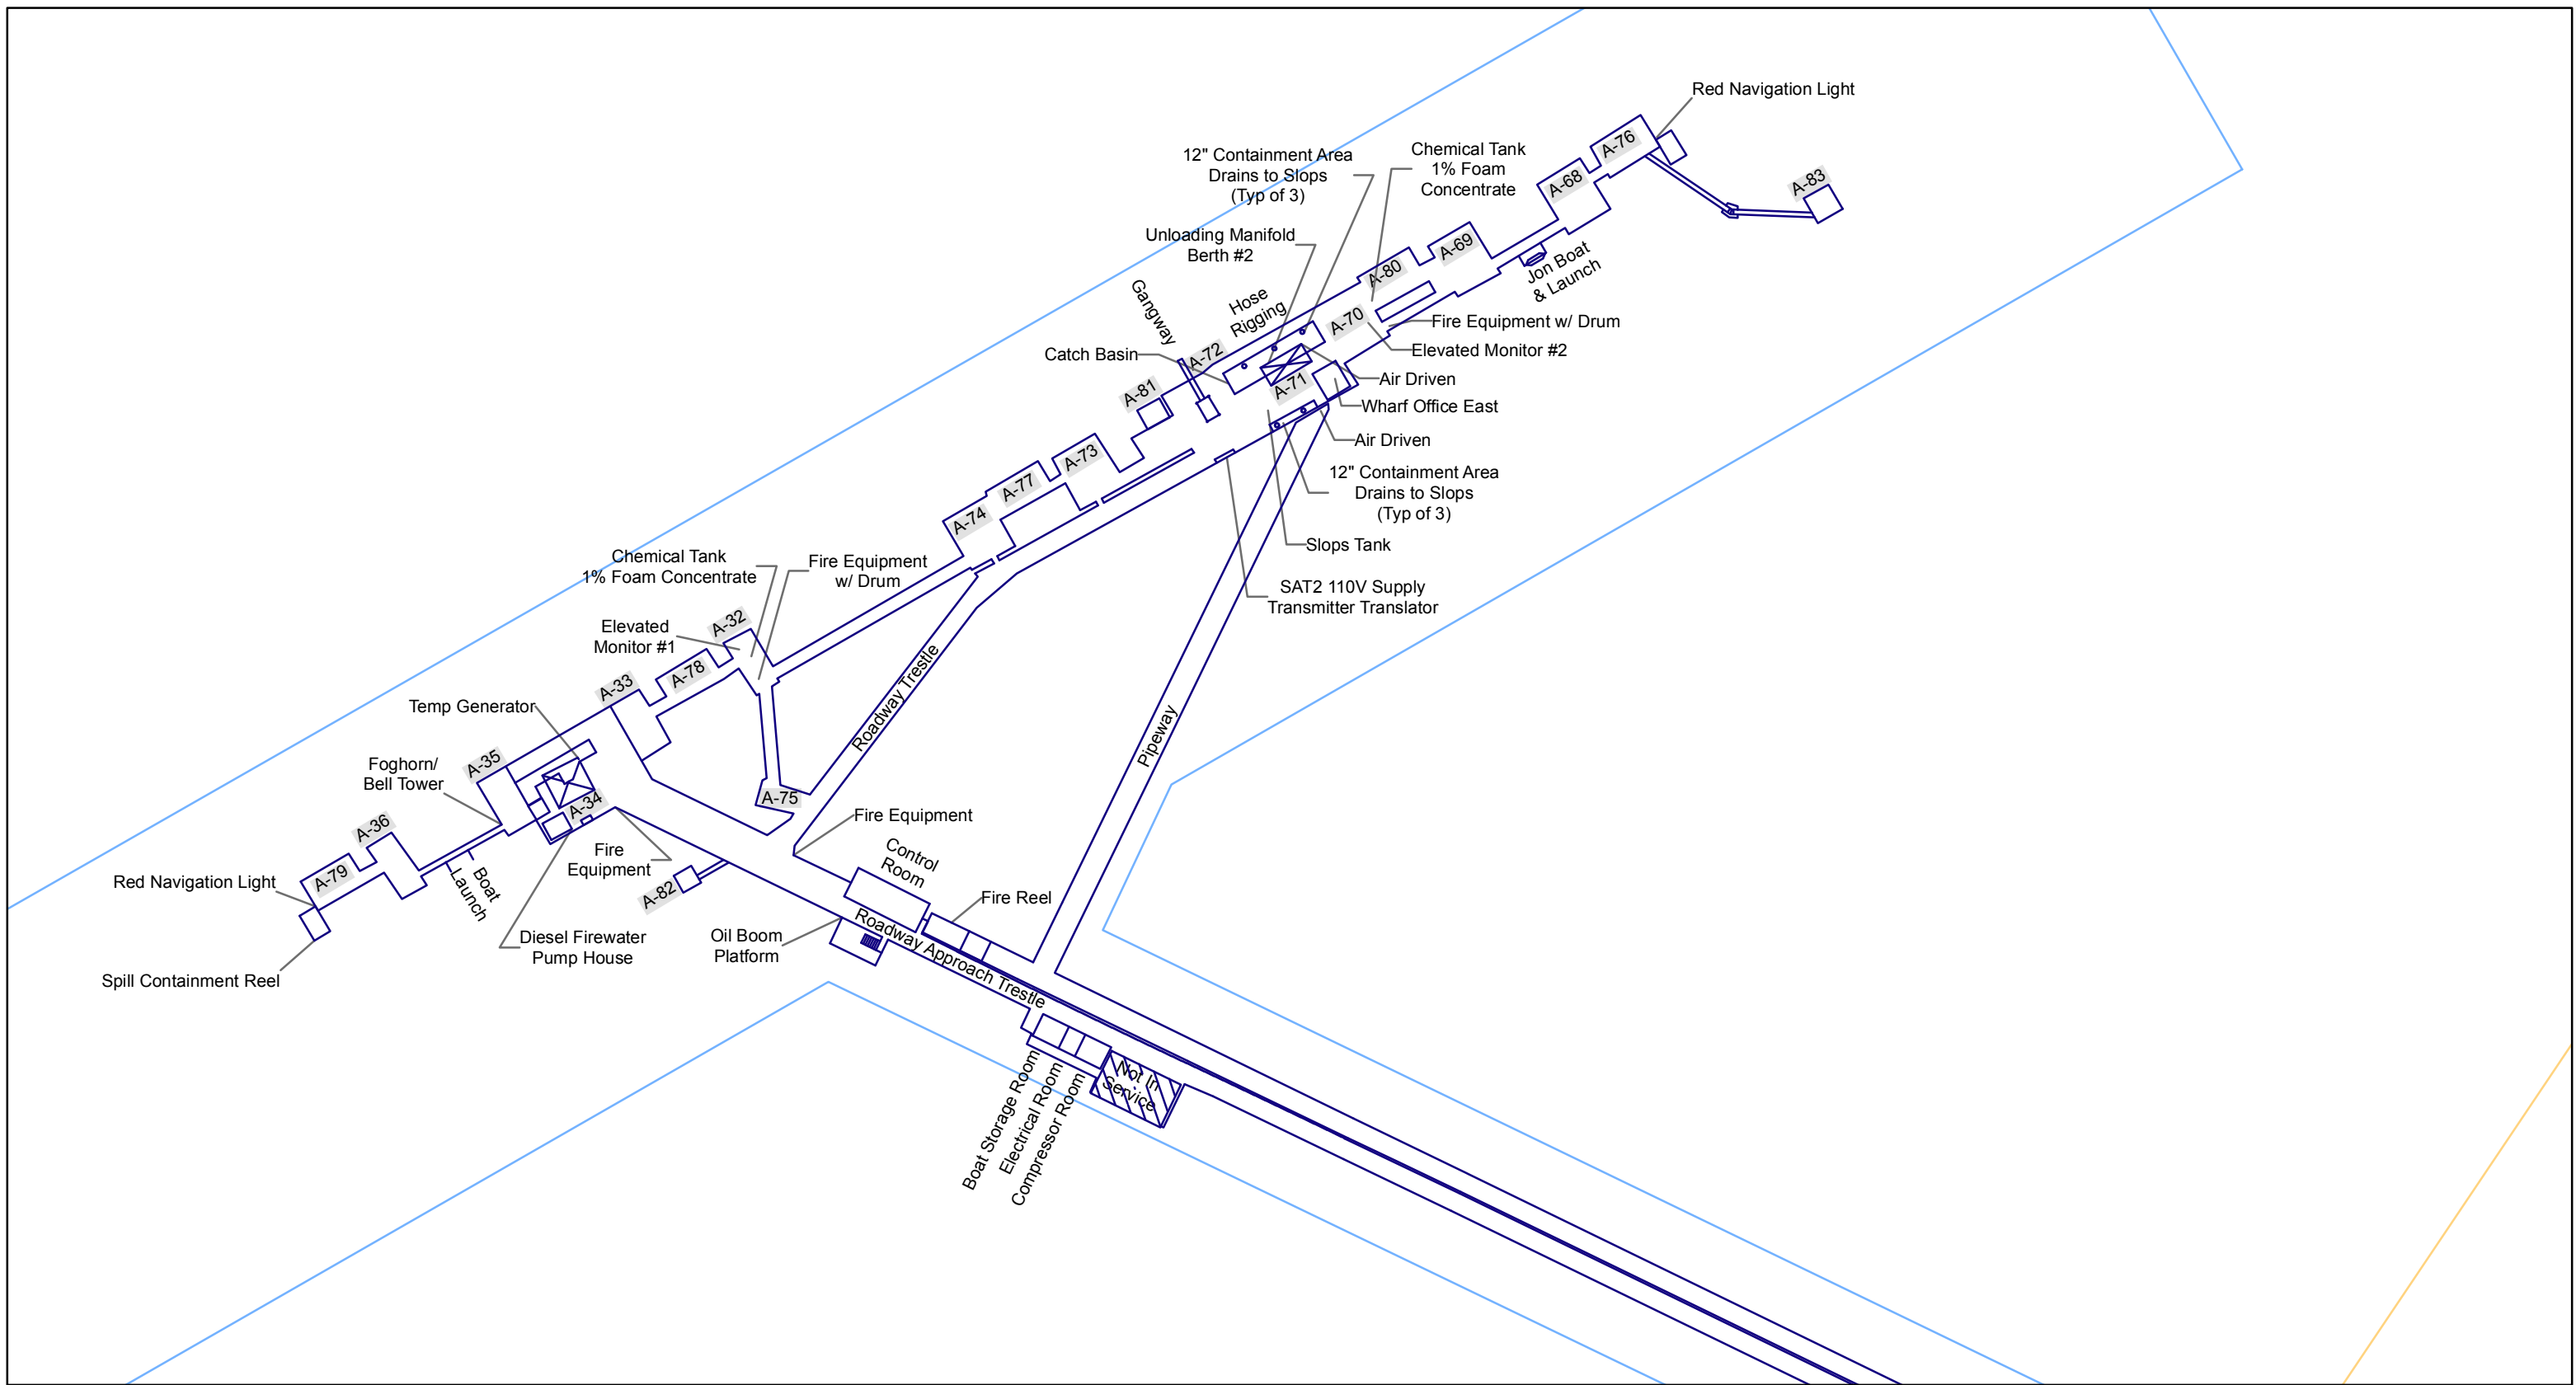 Red Navigation Light
A-76
A-83
A-68
12" Containment Area
Drains to Slops
(Typ of 3)
Chemical Tank
1% Foam
Concentrate
Unloading Manifold
Berth #2
A-69
A-80
Jon Boat
& Launch
Gangway
Hose
Rigging
A-70
Fire Equipment w/ Drum
Elevated Monitor #2
Catch Basin
A-72
A-71
Air Driven
A-81
Wharf Office East
Air Driven
A-73
12" Containment Area
Drains to Slops
(Typ of 3)
A-77
A-74
Slops Tank
SAT2 110V Supply
Transmitter Translator
Chemical Tank
1% Foam Concentrate
Fire Equipment
w/ Drum
A-32
Elevated
Monitor #1
A-78
A-33
Roadway Trestle
Pipeway
Temp Generator
Foghorn/
Bell Tower
A-35
A-34
A-75
Fire Equipment
A-36
Fire
Equipment
A-79
Red Navigation Light
Boat
Launch
A-82
Control
Room
Fire Reel
Roadway Approach Trestle
Oil Boom
Platform
Diesel Firewater
Pump House
Spill Containment Reel
Boat Storage Room
Electrical Room
Compressor Room
Not In
Service